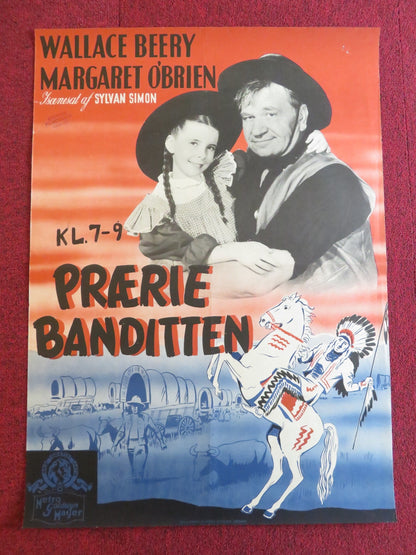 WALLACE BEERY
MARGARET O'BRIEN
Iscenesat af SYLVAN SIMON
KL. 7-9
PRÆRIE
BANDITTEN
Metro
Goldwyn
Mayer